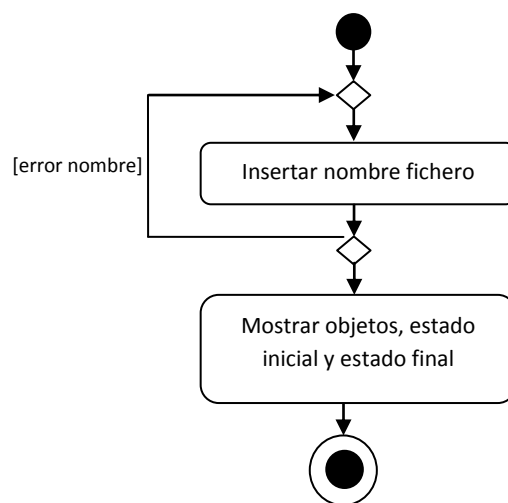 [error nombre]
Insertar nombre fichero
Mostrar objetos, estado
inicial y estado final